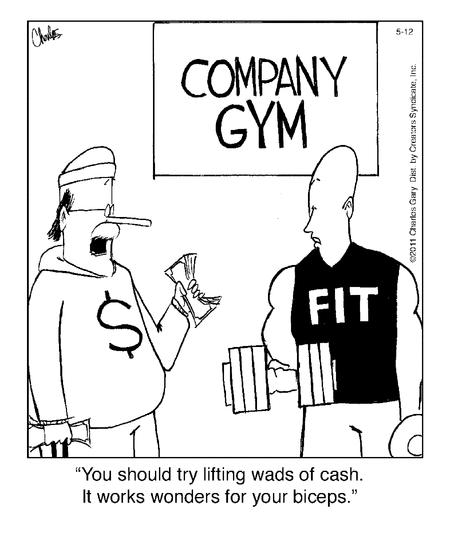 Charles
5-12
COMPANY
GYM
©2011 Charles Gary Dist. by Creators Syndicate, Inc.
$
FIT
“You should try lifting wads of cash.
It works wonders for your biceps.”